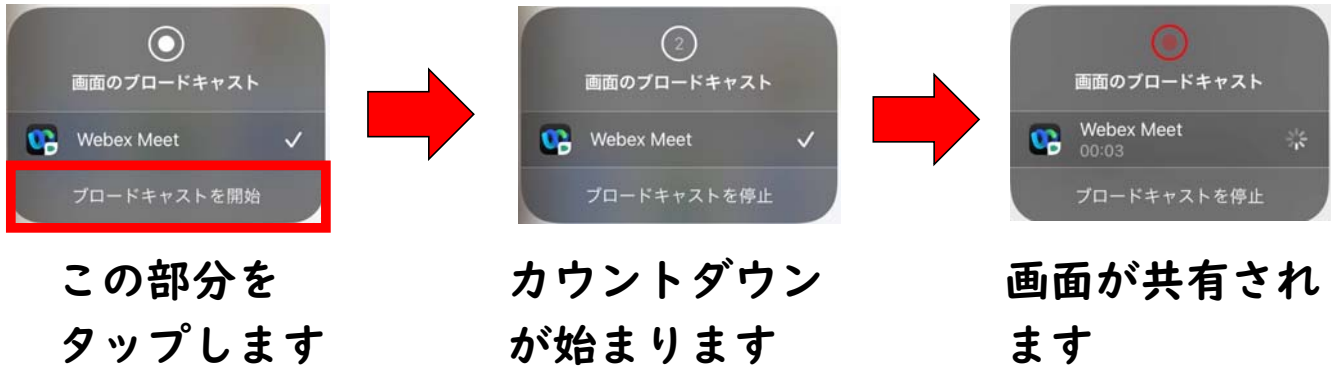 画面のブロードキャスト
Webex Meet
ブロードキャストを開始
この部分を
タップします
2
画面のブロードキャスト
Webex Meet
ブロードキャストを停止
カウントダウン
が始まります
画面のブロードキャスト
Webex Meet
00:03
ブロードキャストを停止
画面が共有され
ます